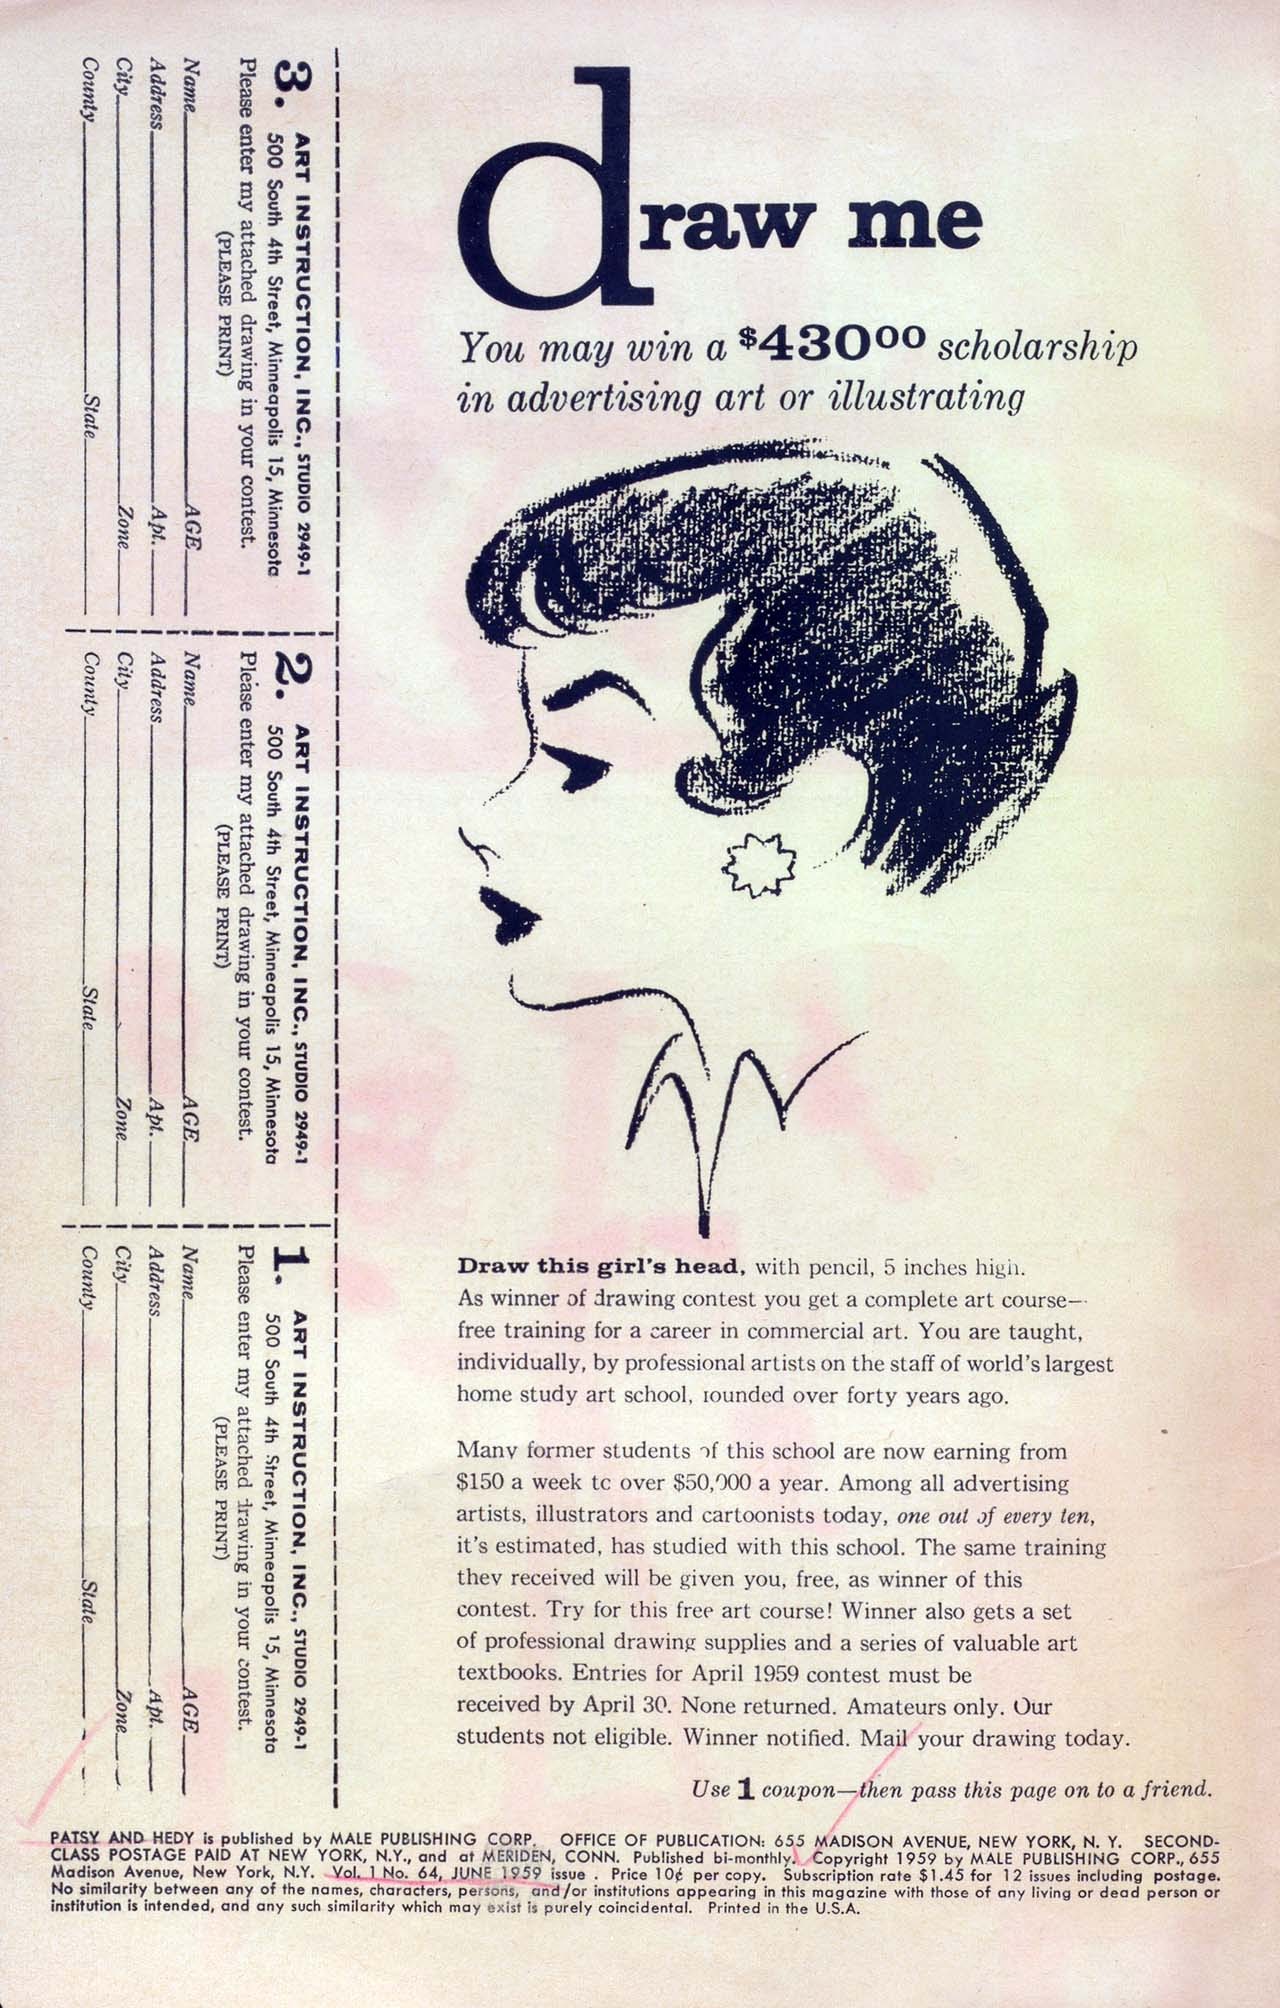 draw me
You may win a $430⁰⁰ scholarship
in advertising art or illustrating
Draw this girl's head, with pencil, 5 inches high.
As winner of drawing contest you get a complete art course—
free training for a career in commercial art. You are taught,
individually, by professional artists on the staff of world's largest
home study art school, founded over forty years ago.
Many former students of this school are now earning from
$150 a week to over $50,000 a year. Among all advertising
artists, illustrators and cartoonists today, one out of every ten,
it's estimated, has studied with this school. The same training
they received will be given you, free, as winner of this
contest. Try for this free art course! Winner also gets a set
of professional drawing supplies and a series of valuable art
textbooks. Entries for April 1959 contest must be
received by April 30. None returned. Amateurs only. Our
students not eligible. Winner notified. Mail your drawing today.
Use 1 coupon—then pass this page on to a friend.
3. ART INSTRUCTION, INC., STUDIO 2949-1
500 South 4th Street, Minneapolis 15, Minnesota
Please enter my attached drawing in your contest.
(PLEASE PRINT)
Name AGE
Address Apt.
City Zone
County State
2. ART INSTRUCTION, INC., STUDIO 2949-1
500 South 4th Street, Minneapolis 15, Minnesota
Please enter my attached drawing in your contest.
(PLEASE PRINT)
Name AGE
Address Apt.
City Zone
County State
1. ART INSTRUCTION, INC., STUDIO 2949-1
500 South 4th Street, Minneapolis 15, Minnesota
Please enter my attached drawing in your contest.
(PLEASE PRINT)
Name AGE
Address Apt.
City Zone
County State
PATSY AND HEDY is published by MALE PUBLISHING CORP. OFFICE OF PUBLICATION: 655 MADISON AVENUE, NEW YORK, N. Y. SECOND-
CLASS POSTAGE PAID AT NEW YORK, N.Y., and at MERIDEN, CONN. Published bi-monthly. Copyright 1959 by MALE PUBLISHING CORP., 655
Madison Avenue, New York, N.Y. Vol. 1 No. 64, JUNE 1959 issue . Price 10¢ per copy. Subscription rate $1.45 for 12 issues including postage.
No similarity between any of the names, characters, persons, and/or institutions appearing in this magazine with those of any living or dead person or
institution is intended, and any such similarity which may exist is purely coincidental. Printed in the U.S.A.